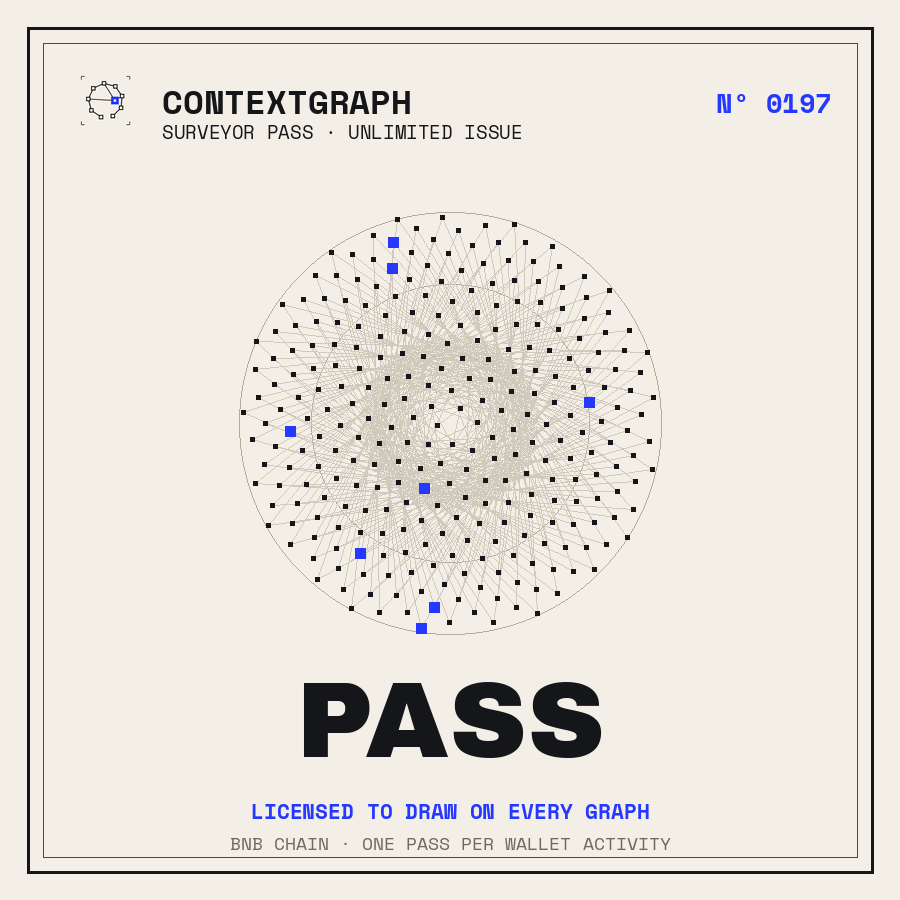 CONTEXTGRAPH
N° 0197
SURVEYOR PASS · UNLIMITED ISSUE
PASS
LICENSED TO DRAW ON EVERY GRAPH
BNB CHAIN · ONE PASS PER WALLET ACTIVITY